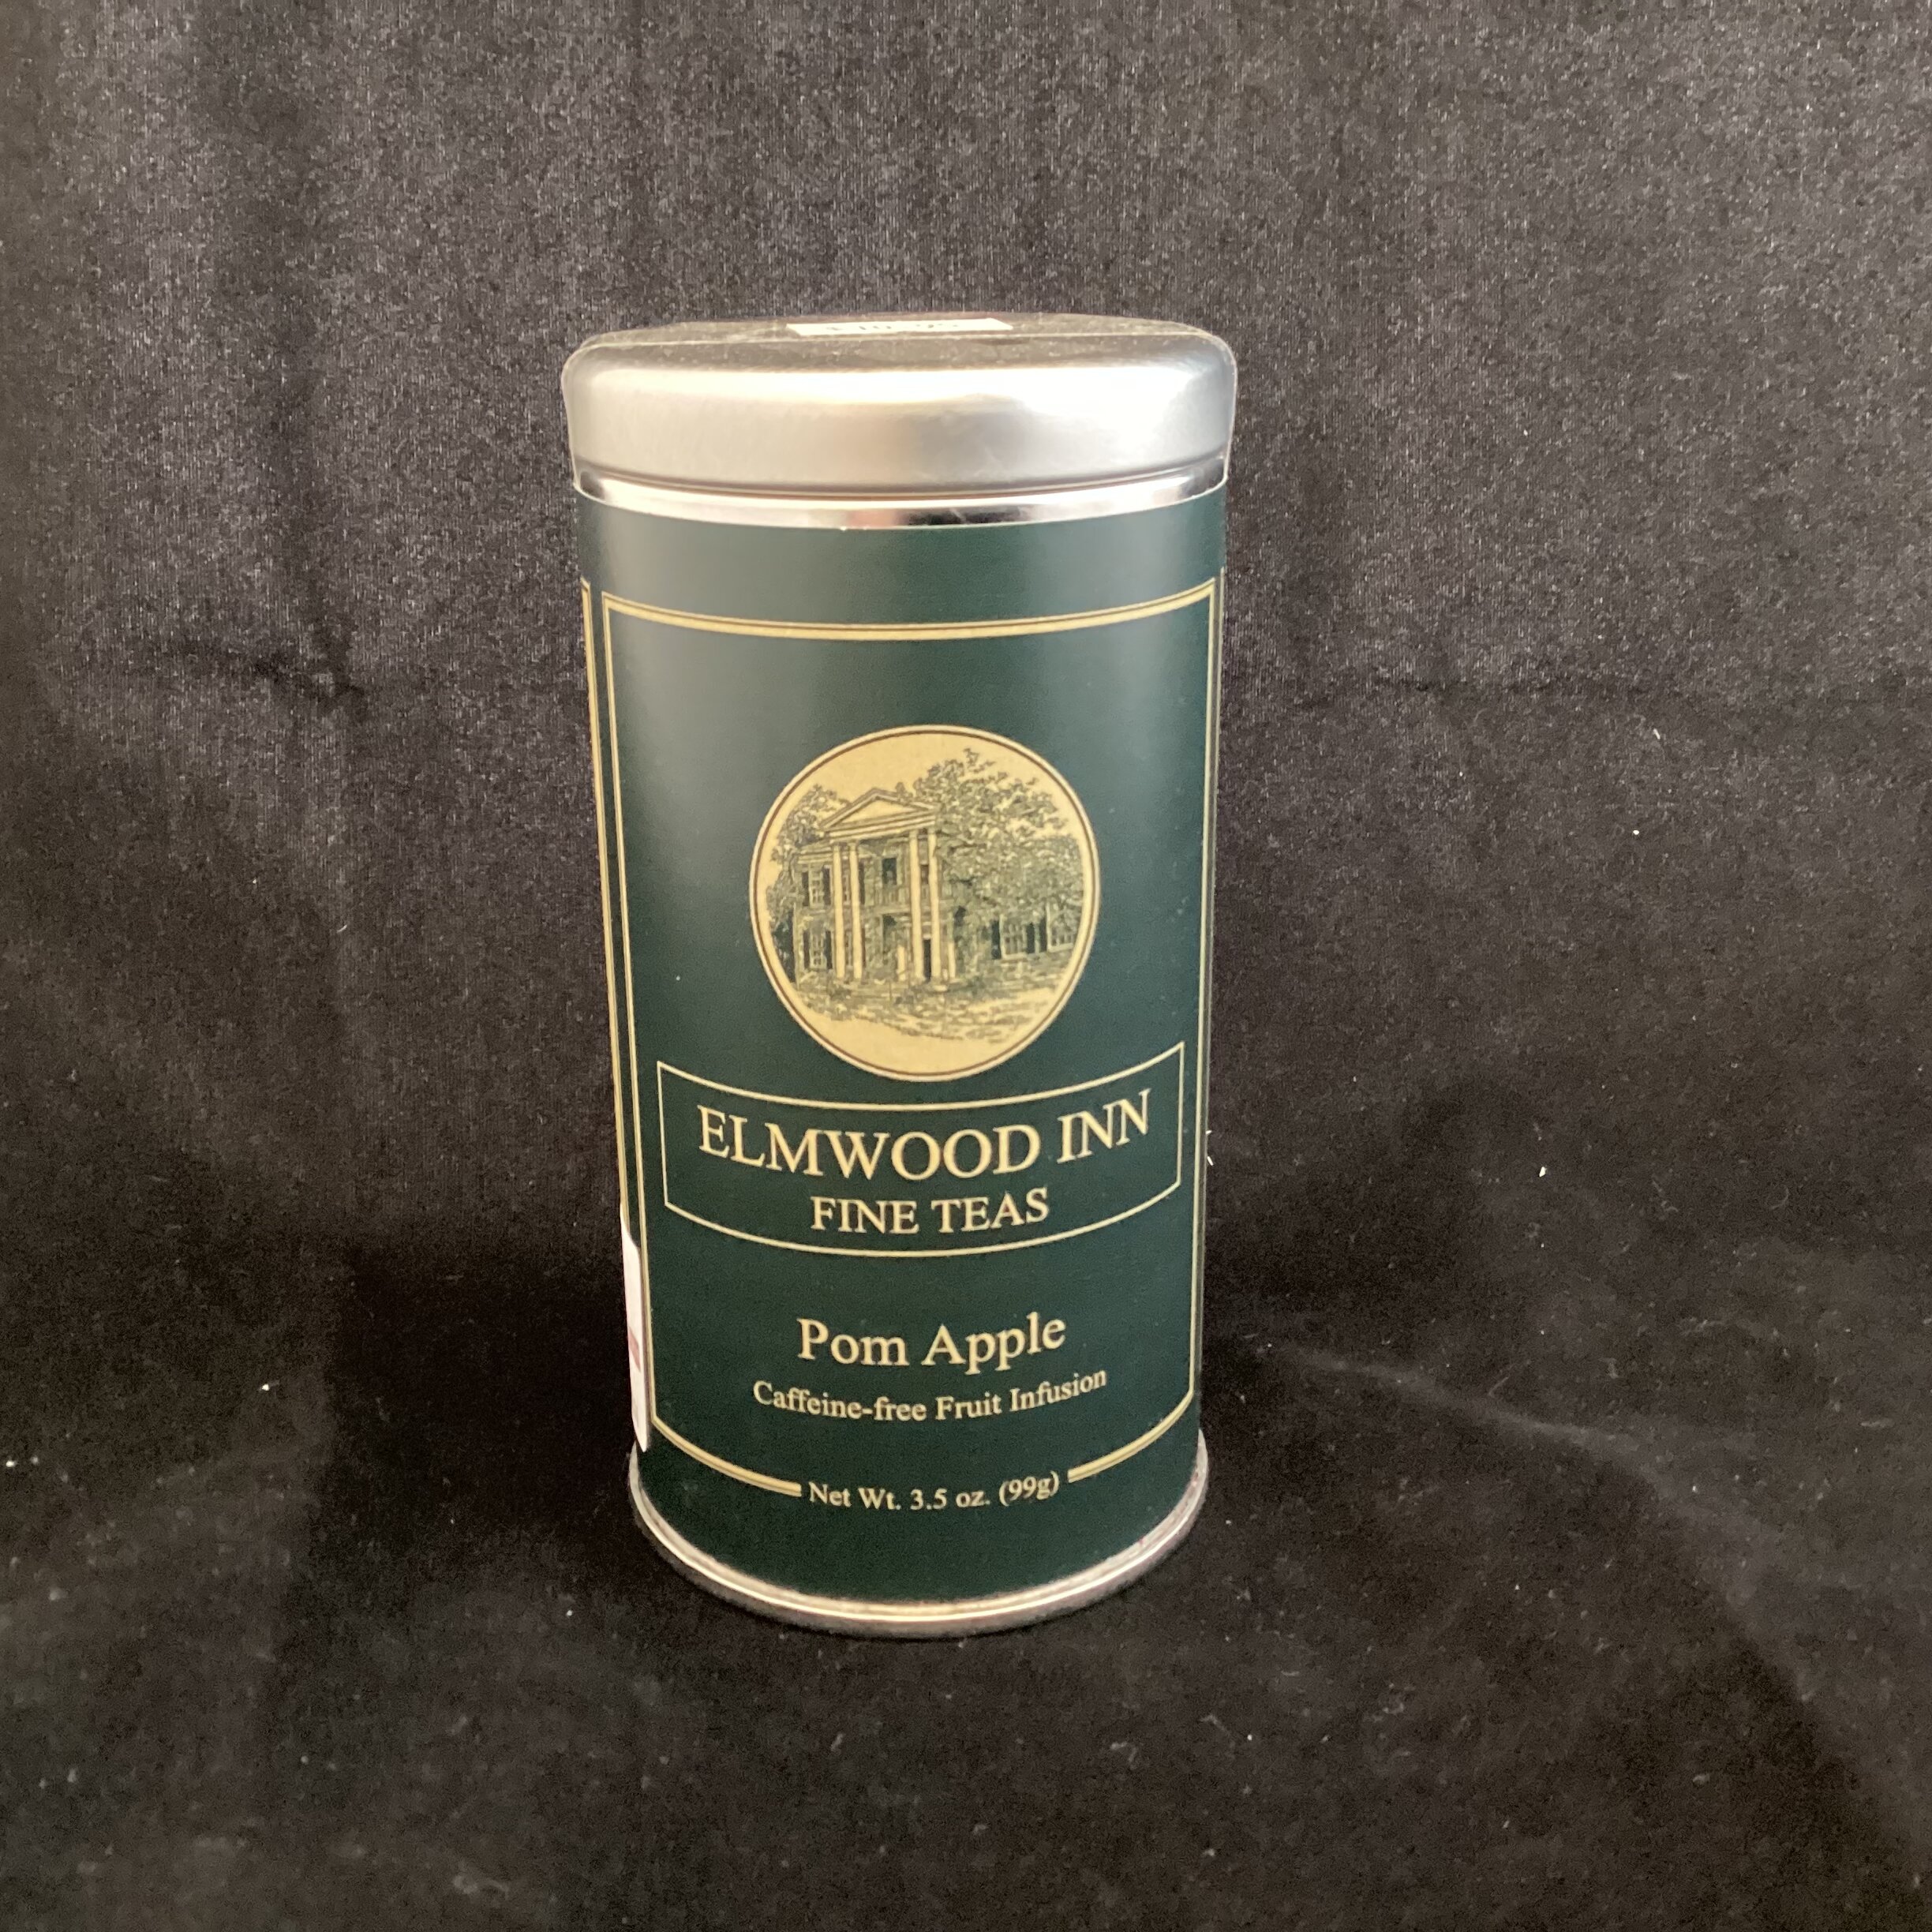 ELMWOOD INN
FINE TEAS
Pom Apple
Caffeine-free Fruit Infusion
Net Wt. 3.5 oz. (99g)